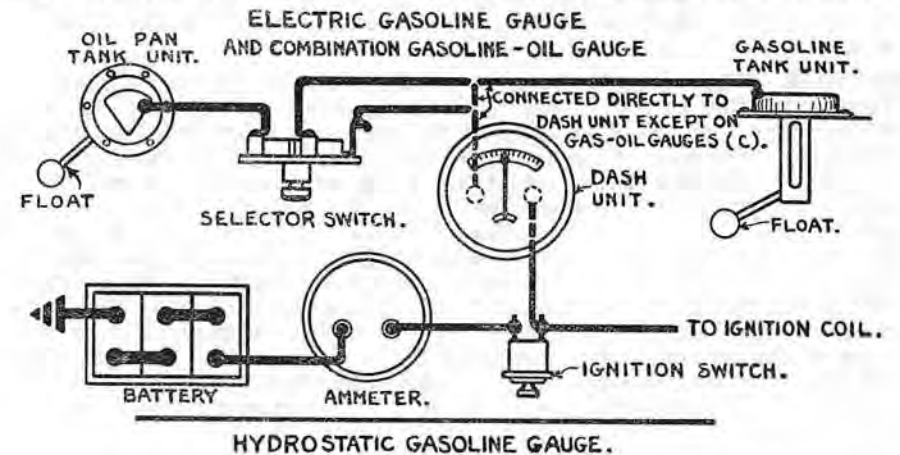 ELECTRIC GASOLINE GAUGE
AND COMBINATION GASOLINE-OIL GAUGE
OIL PAN
TANK UNIT.
GASOLINE
TANK UNIT.
CONNECTED DIRECTLY TO
DASH UNIT EXCEPT ON
GAS-OIL GAUGES (C).
FLOAT
SELECTOR SWITCH.
DASH
UNIT.
FLOAT.
TO IGNITION COIL.
IGNITION SWITCH.
BATTERY
AMMETER.
HYDROSTATIC GASOLINE GAUGE.